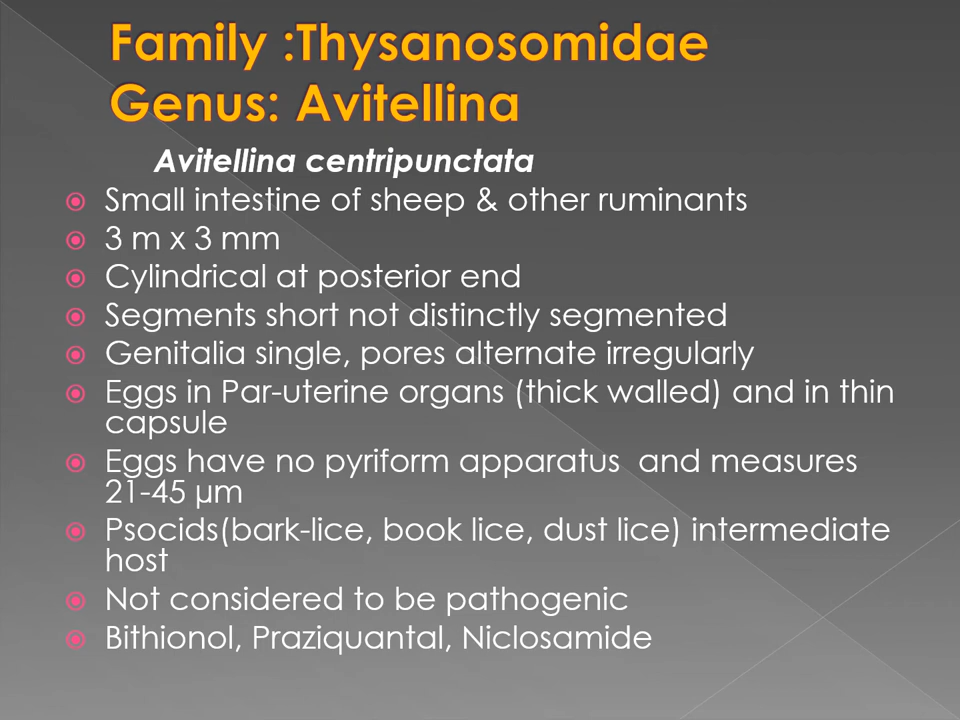 Family :Thysanosomidae
Genus: Avitellina
Avitellina centripunctata
Small intestine of sheep & other ruminants
3 m x 3 mm
Cylindrical at posterior end
Segments short not distinctly segmented
Genitalia single, pores alternate irregularly
Eggs in Par-uterine organs (thick walled) and in thin
capsule
Eggs have no pyriform apparatus  and measures
21-45 µm
Psocids(bark-lice, book lice, dust lice) intermediate
host
Not considered to be pathogenic
Bithionol, Praziquantal, Niclosamide